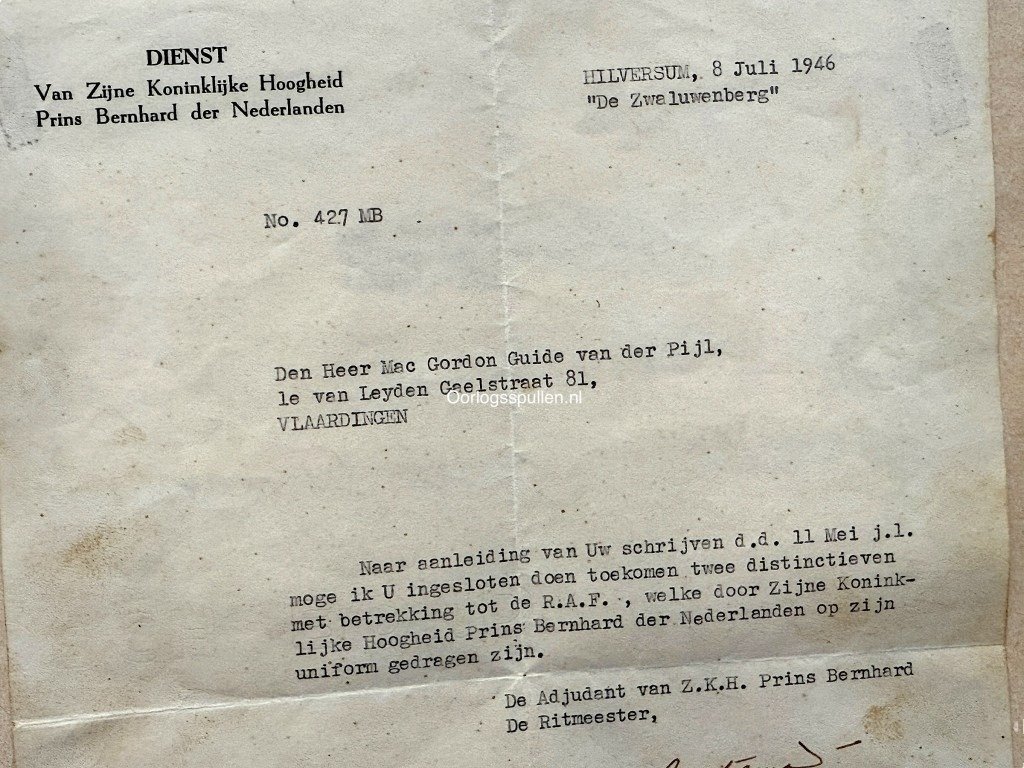 DIENST
Van Zijne Koninklijke Hoogheid
Prins Bernhard der Nederlanden
HILVERSUM, 8 Juli 1946
"De Zwaluwenberg"
No. 427 MB
Den Heer Mac Gordon Guide van der Pijl,
1e van Leyden Gaelstraat 81,
Oorlogsspullen.nl
VLAARDINGEN
Naar aanleiding van Uw schrijven d.d. 11 Mei j.l.
moge ik U ingesloten doen toekomen twee distinctieven
met betrekking tot de R.A.F. , welke door Zijne Konink-
lijke Hoogheid Prins Bernhard der Nederlanden op zijn
uniform gedragen zijn.
De Adjudant van Z.K.H. Prins Bernhard
De Ritmeester,